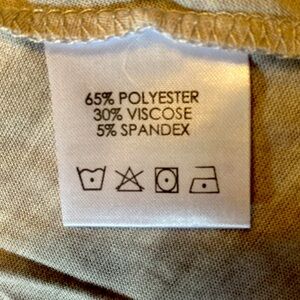 65% POLYESTER
30% VISCOSE
5% SPANDEX